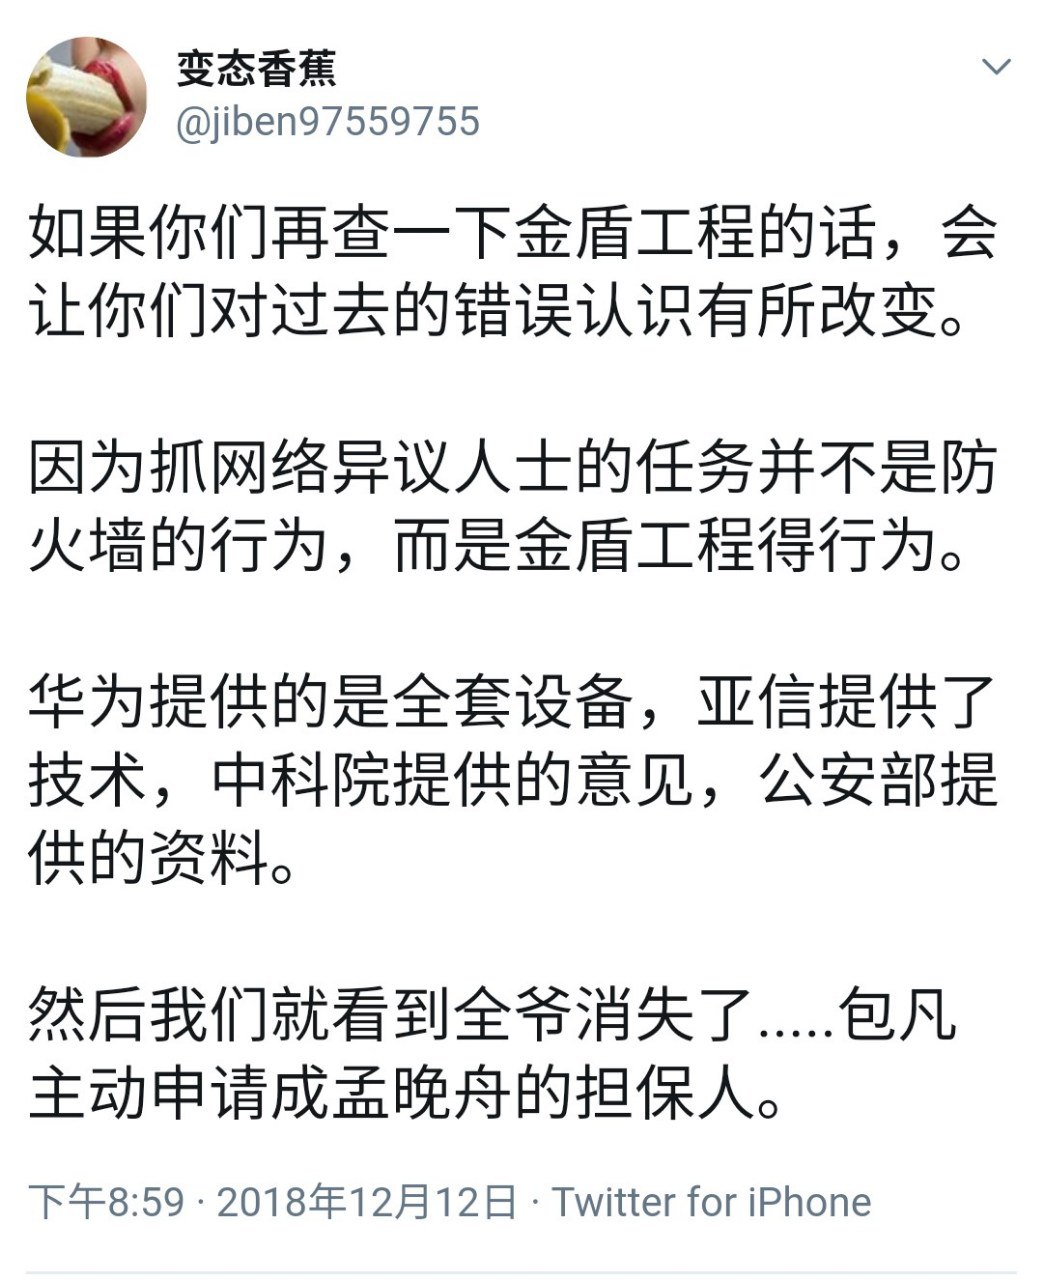 变态香蕉
@jiben97559755
如果你们再查一下金盾工程的话，会
让你们对过去的错误认识有所改变。
因为抓网络异议人士的任务并不是防
火墙的行为，而是金盾工程得行为。
华为提供的是全套设备，亚信提供了
技术，中科院提供的意见，公安部提
供的资料。
然后我们就看到全爷消失了.....包凡
主动申请成孟晚舟的担保人。
下午8:59 · 2018年12月12日 · Twitter for iPhone